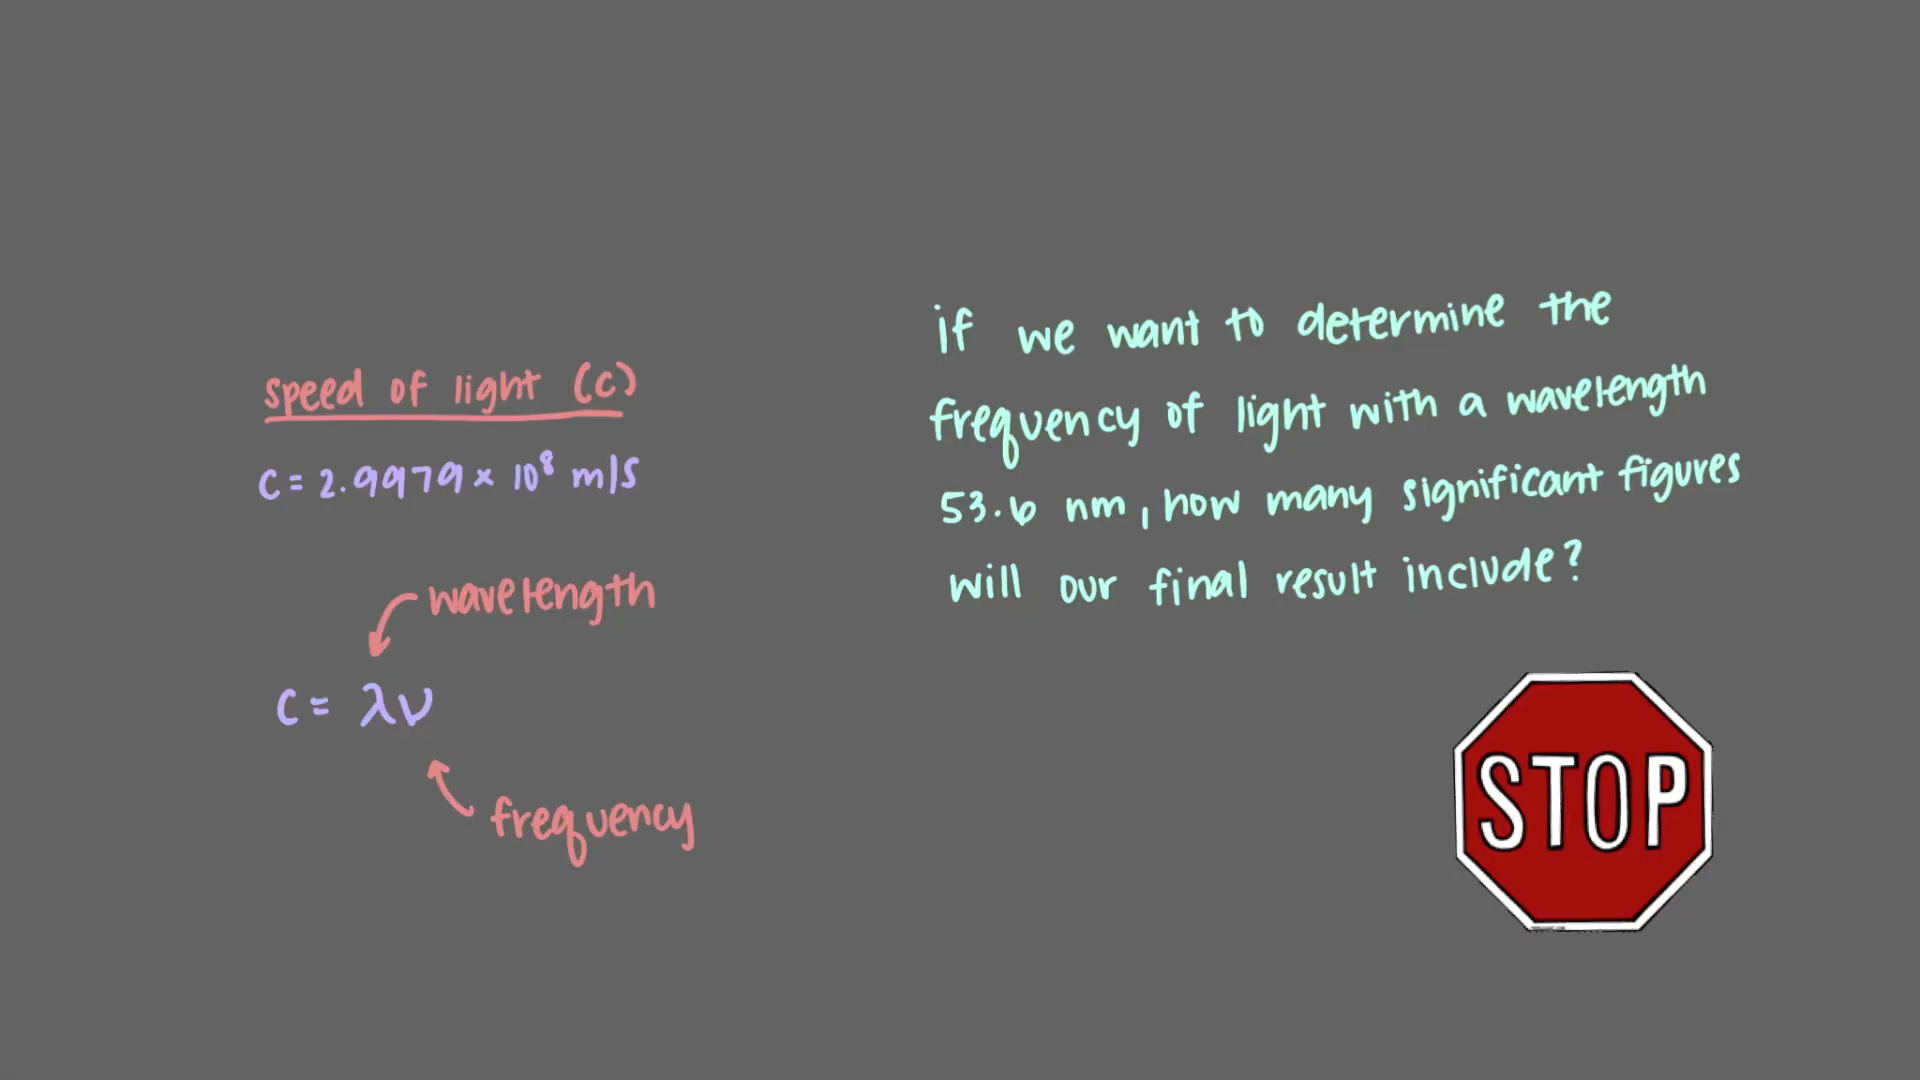 speed of light (c)
c = 2.9979 × 10⁸ m/s
wavelength
c = λν
frequency
if we want to determine the
frequency of light with a wavelength
53.6 nm, how many significant figures
will our final result include?
STOP